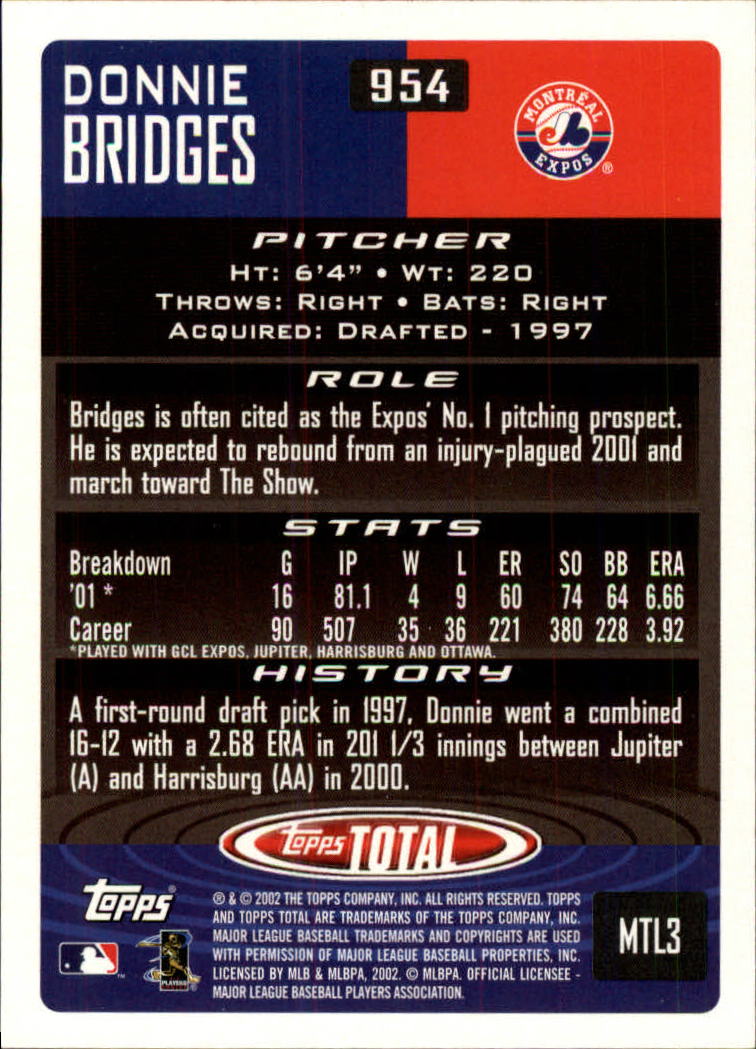 DONNIE
BRIDGES
954
MONTRÉAL
EXPOS ®
PITCHER
HT: 6'4" • WT: 220
THROWS: RIGHT • BATS: RIGHT
ACQUIRED: DRAFTED - 1997
ROLE
Bridges is often cited as the Expos' No. 1 pitching prospect.
He is expected to rebound from an injury-plagued 2001 and
march toward The Show.
STATS
Breakdown G IP W L ER SO BB ERA
'01 * 16 81.1 4 9 60 74 64 6.66
Career 90 507 35 36 221 380 228 3.92
*PLAYED WITH GCL EXPOS, JUPITER, HARRISBURG AND OTTAWA.
HISTORY
A first-round draft pick in 1997, Donnie went a combined
16-12 with a 2.68 ERA in 201 1/3 innings between Jupiter
(A) and Harrisburg (AA) in 2000.
Topps TOTAL
Topps®
® & © 2002 THE TOPPS COMPANY, INC. ALL RIGHTS RESERVED. TOPPS
AND TOPPS TOTAL ARE TRADEMARKS OF THE TOPPS COMPANY, INC.
MAJOR LEAGUE BASEBALL TRADEMARKS AND COPYRIGHTS ARE USED
WITH PERMISSION OF MAJOR LEAGUE BASEBALL PROPERTIES, INC.
LICENSED BY MLB & MLBPA, 2002. © MLBPA. OFFICIAL LICENSEE -
MAJOR LEAGUE BASEBALL PLAYERS ASSOCIATION.
™
PLAYERS
MTL3